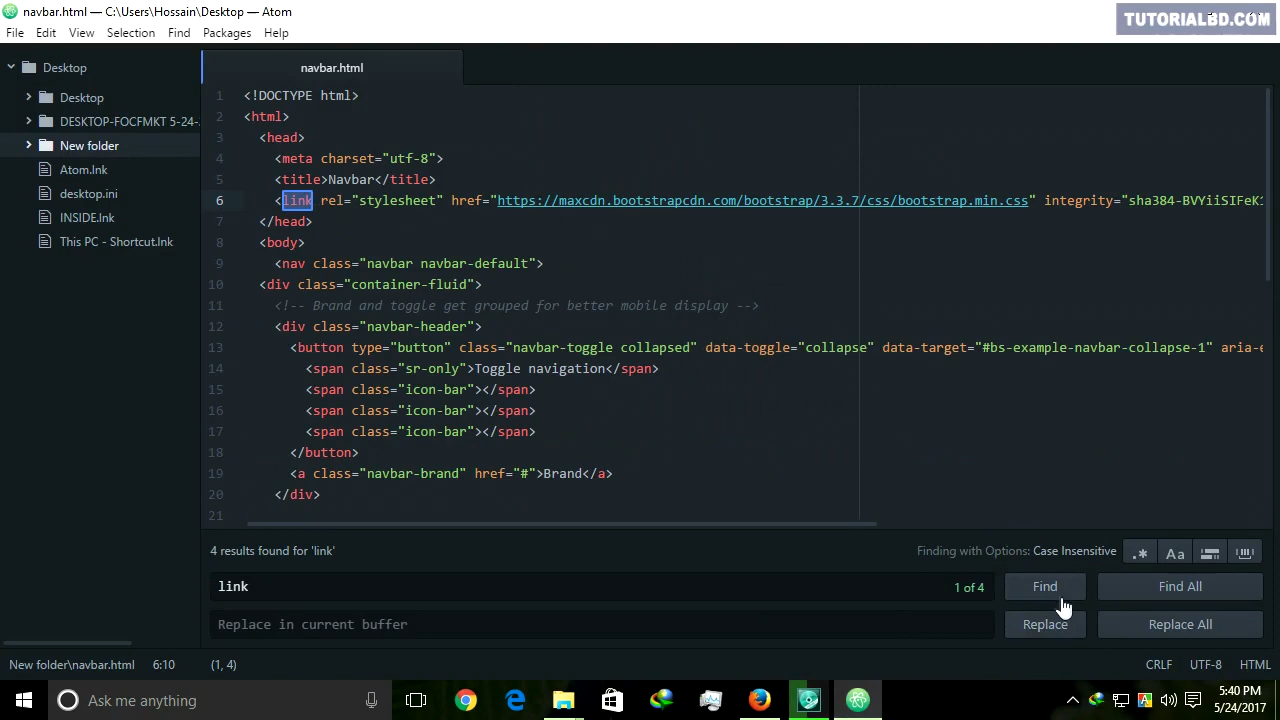 navbar.html — C:\Users\Hossain\Desktop — Atom
TUTORIALBD.COM
File Edit View Selection Find Packages Help
Desktop
Desktop
DESKTOP-FOCFMKT 5-24-
New folder
Atom.lnk
desktop.ini
INSIDE.lnk
This PC - Shortcut.lnk
navbar.html
1 <!DOCTYPE html>
2 <html>
3 <head>
4 <meta charset="utf-8">
5 <title>Navbar</title>
6 <link rel="stylesheet" href="https://maxcdn.bootstrapcdn.com/bootstrap/3.3.7/css/bootstrap.min.css" integrity="sha384-BVYiiSIFeK1
7 </head>
8 <body>
9 <nav class="navbar navbar-default">
10 <div class="container-fluid">
11 <!-- Brand and toggle get grouped for better mobile display -->
12 <div class="navbar-header">
13 <button type="button" class="navbar-toggle collapsed" data-toggle="collapse" data-target="#bs-example-navbar-collapse-1" aria-e
14 <span class="sr-only">Toggle navigation</span>
15 <span class="icon-bar"></span>
16 <span class="icon-bar"></span>
17 <span class="icon-bar"></span>
18 </button>
19 <a class="navbar-brand" href="#">Brand</a>
20 </div>
21
4 results found for 'link' Finding with Options: Case Insensitive .* Aa
link 1 of 4 Find Find All
Replace in current buffer Replace Replace All
New folder\navbar.html 6:10 (1, 4) CRLF UTF-8 HTML
Ask me anything
5:40 PM
5/24/2017